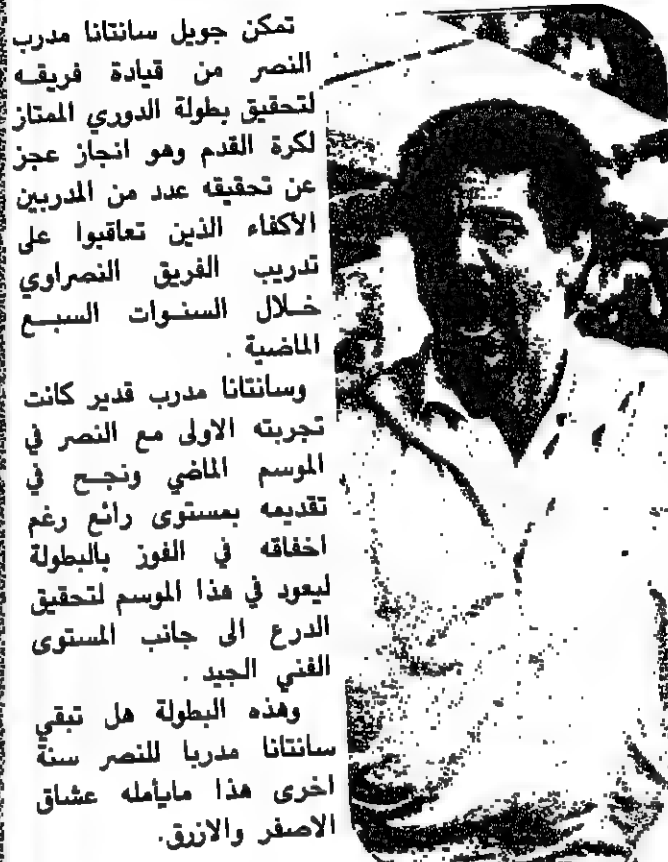 تمكن جويل سانتانا مدرب
النصر من قيادة فريقه
لتحقيق بطولة الدوري الممتاز
لكرة القدم وهو انجاز عجز
عن تحقيقه عدد من المدربين
الأكفاء الذين تعاقبوا على
تدريب الفريق النصراوي
خلال السنوات السبع
الماضية .
وسانتانا مدرب قدير كانت
تجربته الاولى مع النصر في
الموسم الماضي ونجح في
تقديمه بمستوى رائع رغم
اخفاقه في الفوز بالبطولة
ليعود في هذا الموسم لتحقيق
الدرع الى جانب المستوى
الفني الجيد .
وهذه البطولة هل تبقي
سانتانا مدربا للنصر سنة
اخرى هذا مايأمله عشاق
الاصفر والازرق.